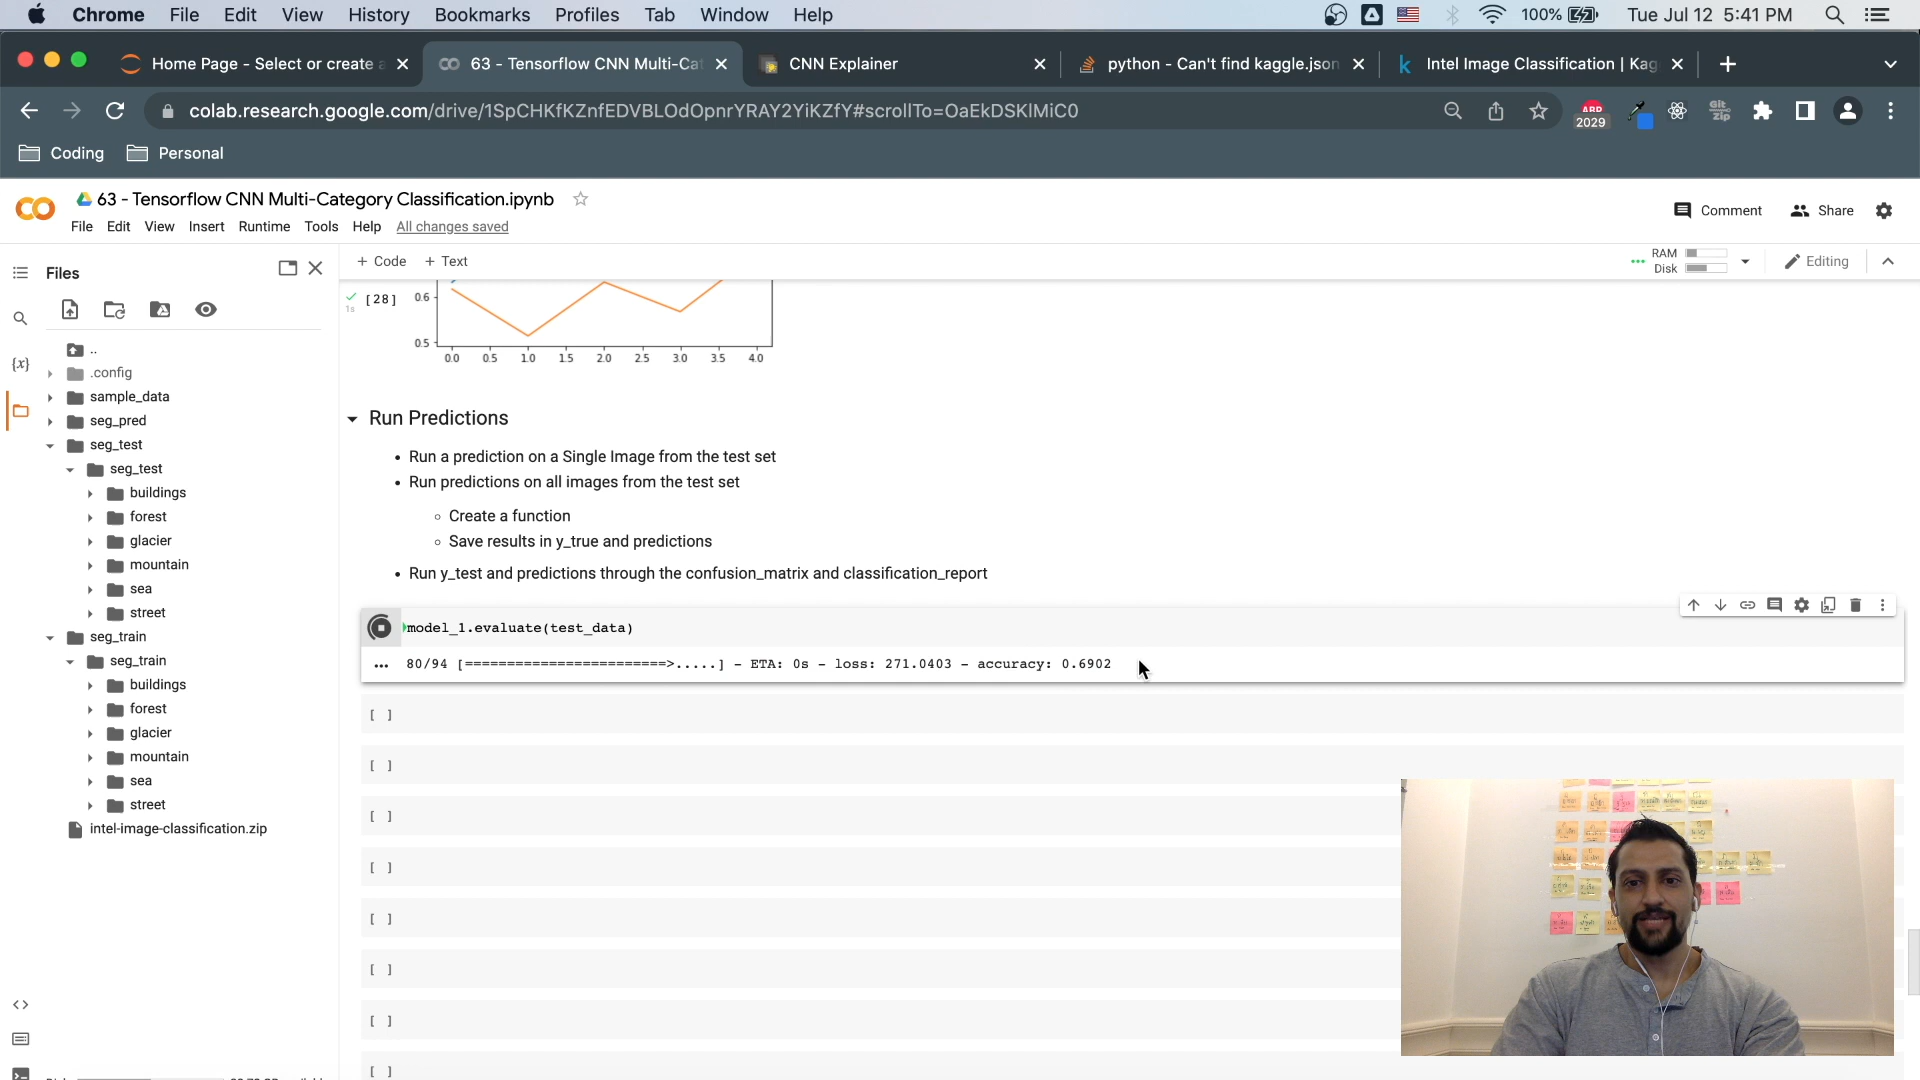 Chrome File Edit View History Bookmarks Profiles Tab Window Help 100% Tue Jul 12 5:41 PM
Home Page - Select or create a 63 - Tensorflow CNN Multi-Cat CNN Explainer python - Can't find kaggle.json Intel Image Classification | Kag
colab.research.google.com/drive/1SpCHKfKZnfEDVBLOdOpnrYRAY2YiKZfY#scrollTo=OaEkDSKlMiC0 ABP 2029 Git Zip
Coding Personal
63 - Tensorflow CNN Multi-Category Classification.ipynb
File Edit View Insert Runtime Tools Help All changes saved
Comment Share
Files
+ Code + Text
RAM
Disk
Editing
[28]
1s
0.6
0.5
0.0 0.5 1.0 1.5 2.0 2.5 3.0 3.5 4.0
{x}
..
.config
sample_data
seg_pred
seg_test
seg_test
buildings
forest
glacier
mountain
sea
street
seg_train
seg_train
buildings
forest
glacier
mountain
sea
street
intel-image-classification.zip
Run Predictions
• Run a prediction on a Single Image from the test set
• Run predictions on all images from the test set
◦ Create a function
◦ Save results in y_true and predictions
• Run y_test and predictions through the confusion_matrix and classification_report
model_1.evaluate(test_data)
... 80/94 [========================>.....] - ETA: 0s - loss: 271.0403 - accuracy: 0.6902
[ ]
[ ]
[ ]
[ ]
[ ]
[ ]
[ ]
[ ]